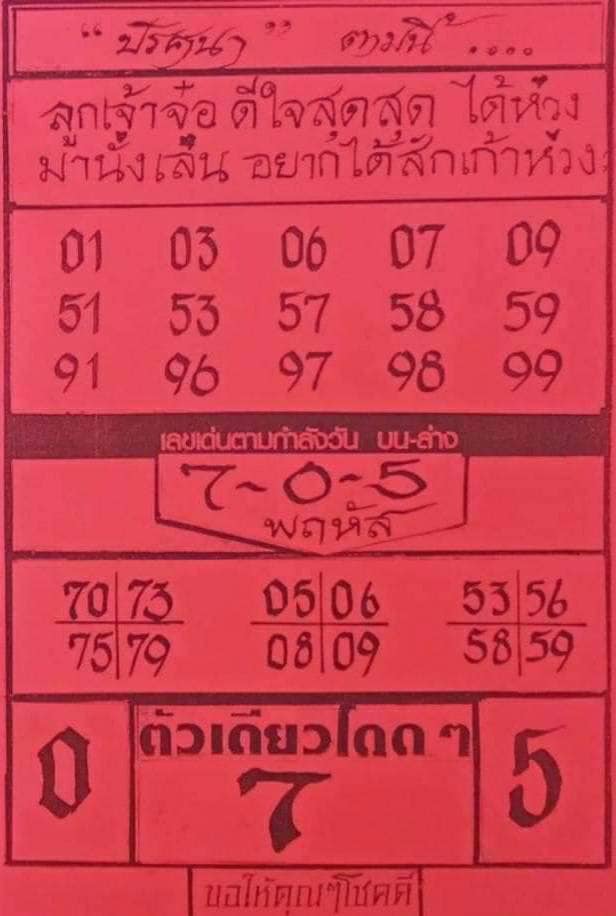 “ ปริศนา ” ตามนี้ ....
ลูกเจ้าจ๋อ ดีใจสุดสุด ได้ห่วง
มานั่งเล่น อยากได้สักเก้าห่วง
01 03 06 07 09
51 53 57 58 59
91 96 97 98 99
เลขเด่นตามกำลังวัน บน-ล่าง
7-0-5
พฤหัส
70 73 05 06 53 56
75 79 08 09 58 59
ตัวเดียวโดด ๆ
0 7 5
ขอให้คุณๆโชคดี